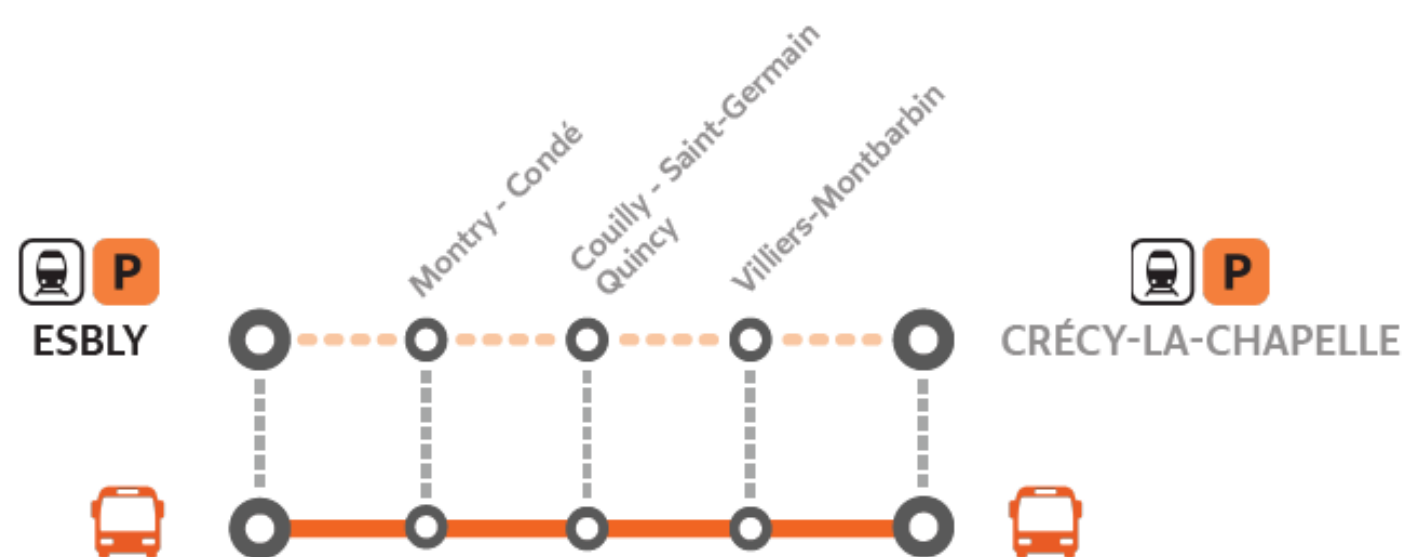 Montry - Condé
Couilly - Saint-Germain
Quincy
Villiers-Montbarbin
P
ESBLY
P
CRÉCY-LA-CHAPELLE